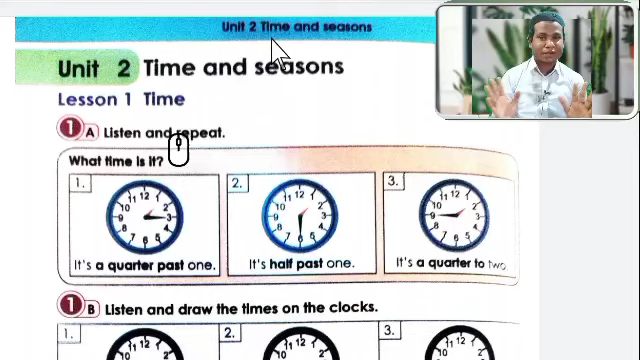 Unit 2 Time and seasons
Unit 2 Time and seasons
Lesson 1 Time
1 A Listen and repeat.
What time is it?
1. 2. 3.
It's a quarter past one. It's half past one. It's a quarter to two.
1 B Listen and draw the times on the clocks.
1. 2. 3.